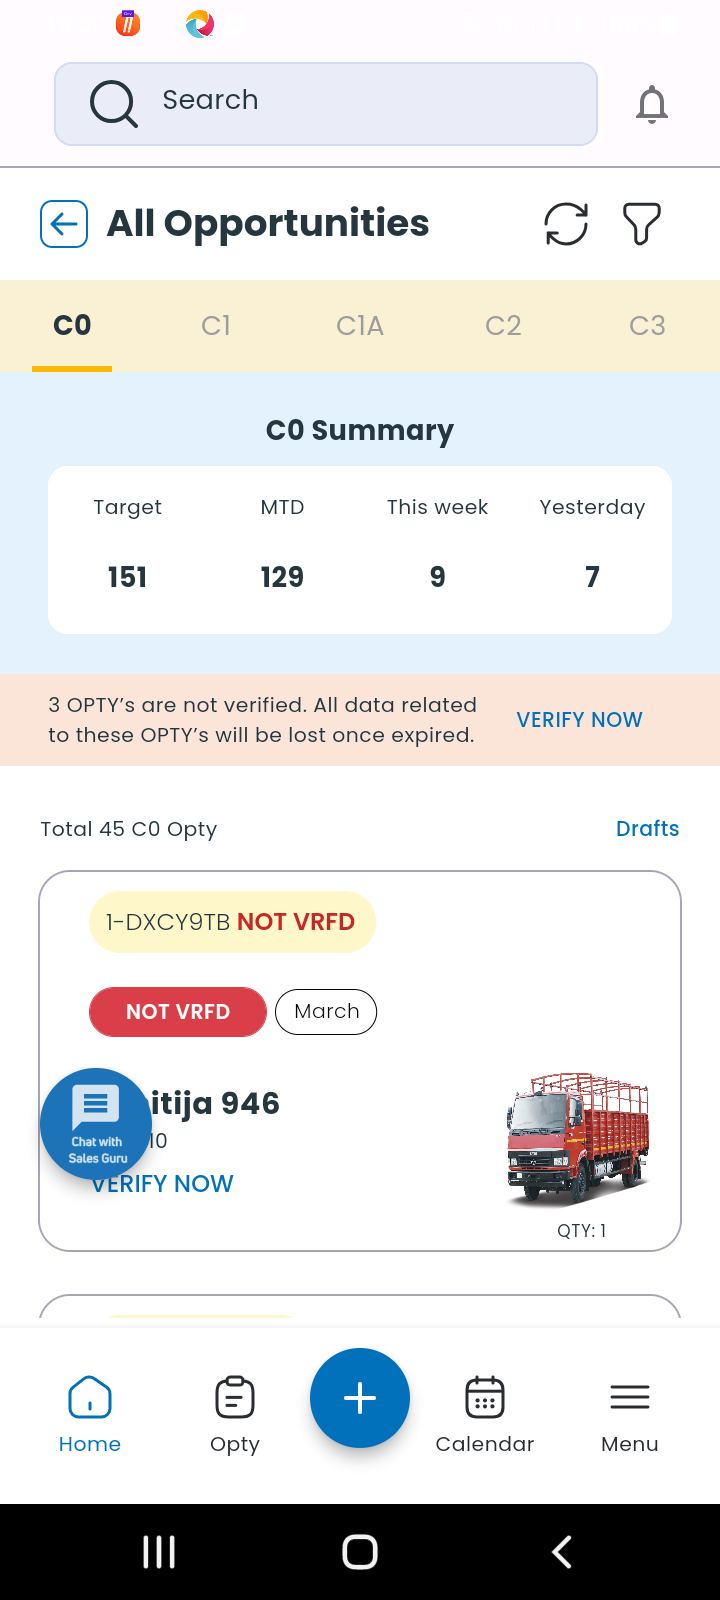 Search
All Opportunities
C0 C1 C1A C2 C3
C0 Summary
Target MTD This week Yesterday
151 129 9 7
3 OPTY’s are not verified. All data related
to these OPTY’s will be lost once expired.
VERIFY NOW
Total 45 C0 Opty Drafts
1-DXCY9TB NOT VRFD
NOT VRFD March
itija 946
10
Chat with
Sales Guru
VERIFY NOW
QTY: 1
Home Opty Calendar Menu